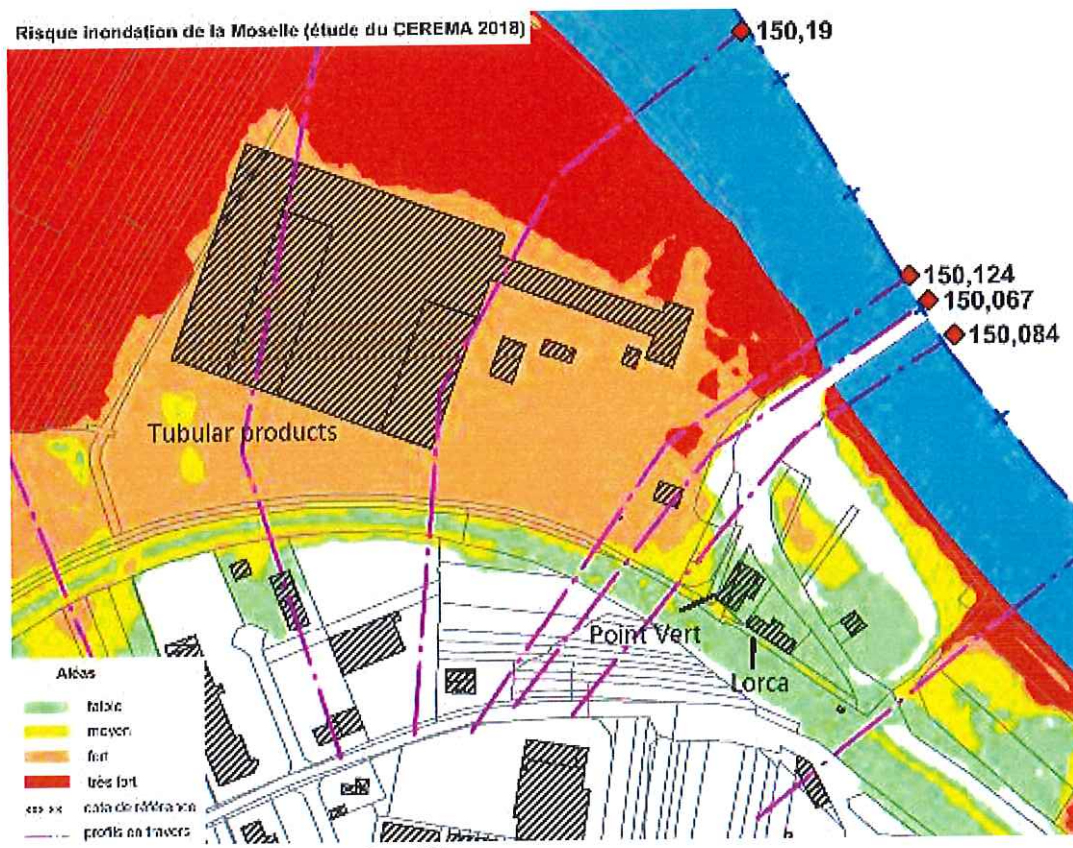 Risque inondation de la Moselle (étude du CEREMA 2018)
150,19
150,124
150,067
150,084
Tubular products
Point Vert
Lorca
Aléas
faible
moyen
fort
très fort
cote de référence
profils en travers